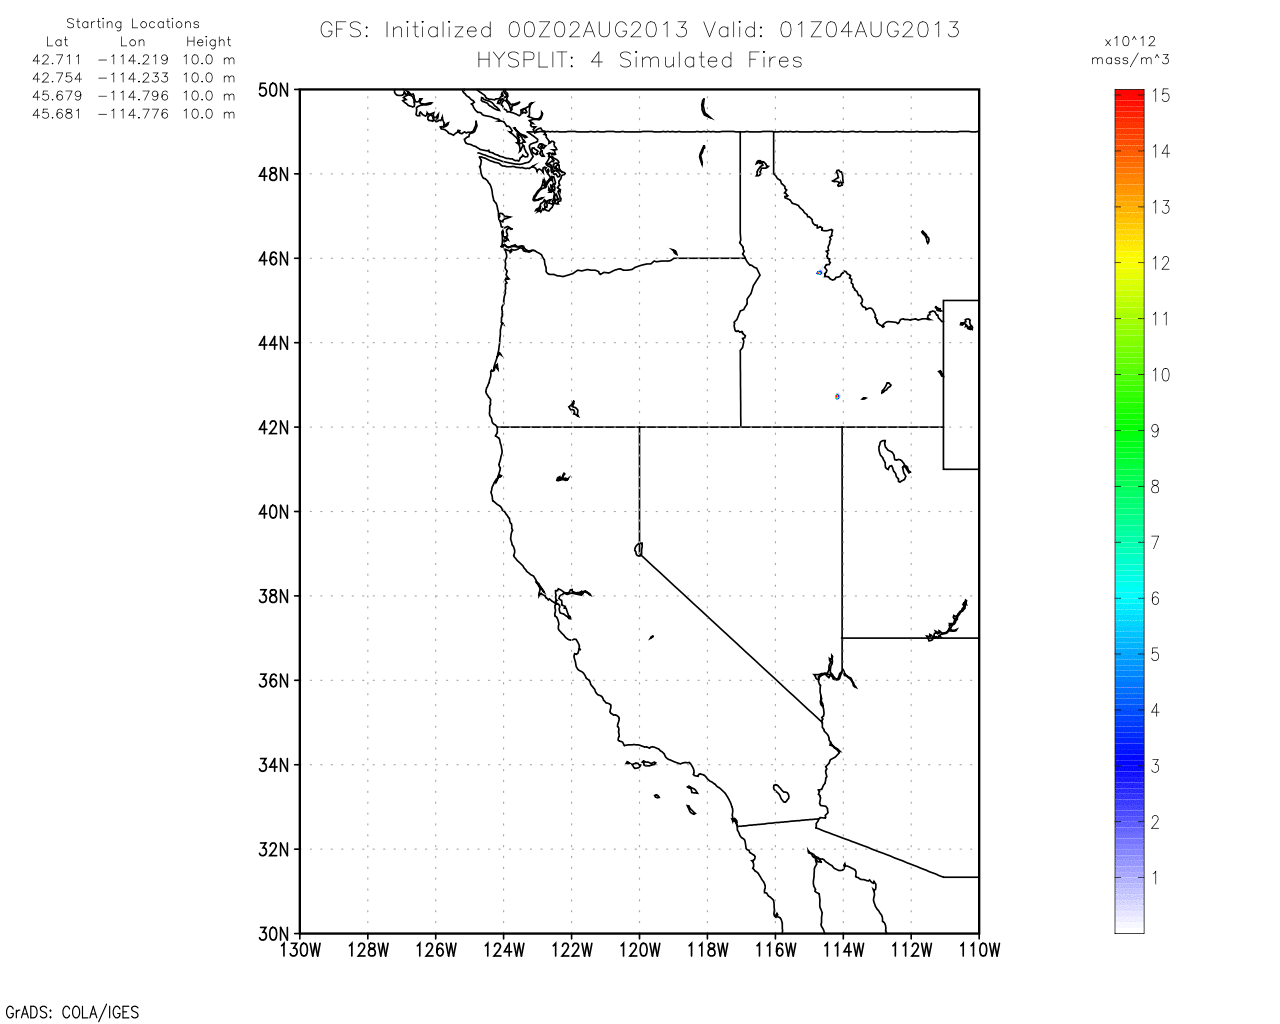 Starting Locations
Lat Lon Height
42.711 −114.219 10.0 m
42.754 −114.233 10.0 m
45.679 −114.796 10.0 m
45.681 −114.776 10.0 m
GFS: Initialized 00Z02AUG2013 Valid: 01Z04AUG2013
HYSPLIT: 4 Simulated Fires
x10^12
mass/m^3
50N
48N
46N
44N
42N
40N
38N
36N
34N
32N
30N
130W 128W 126W 124W 122W 120W 118W 116W 114W 112W 110W
15
14
13
12
11
10
9
8
7
6
5
4
3
2
1
GrADS: COLA/IGES